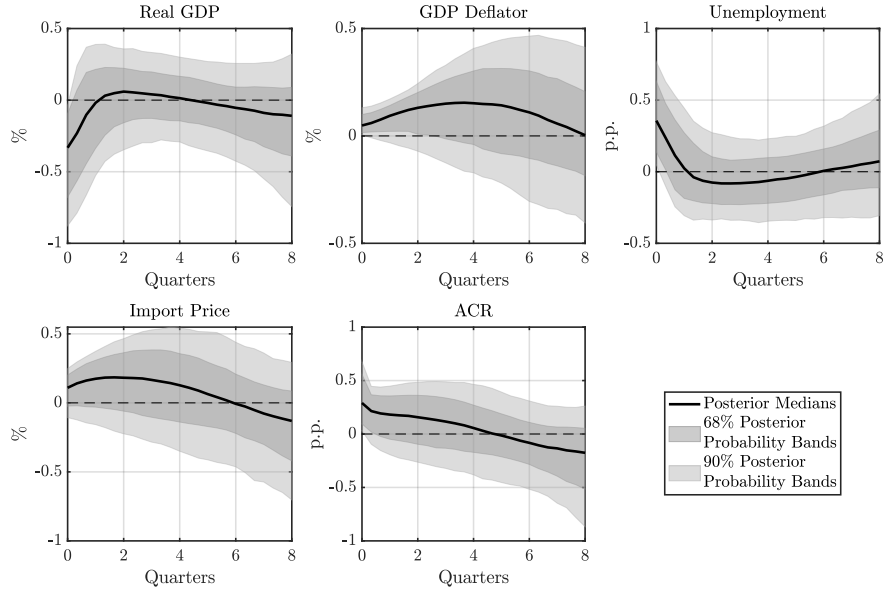 Real GDP
GDP Deflator
Unemployment
0.5
0
-0.5
-1
%
0 2 4 6 8
Quarters
0.5
0
0.5
%
0 2 4 6 8
Quarters
1
0.5
0
0.5
p.p.
0 2 4 6 8
Quarters
Import Price
ACR
0.5
0
-0.5
-1
%
0 2 4 6 8
Quarters
1
0.5
0
-0.5
-1
p.p.
0 2 4 6 8
Quarters
Posterior Medians
68% Posterior
Probability Bands
90% Posterior
Probability Bands